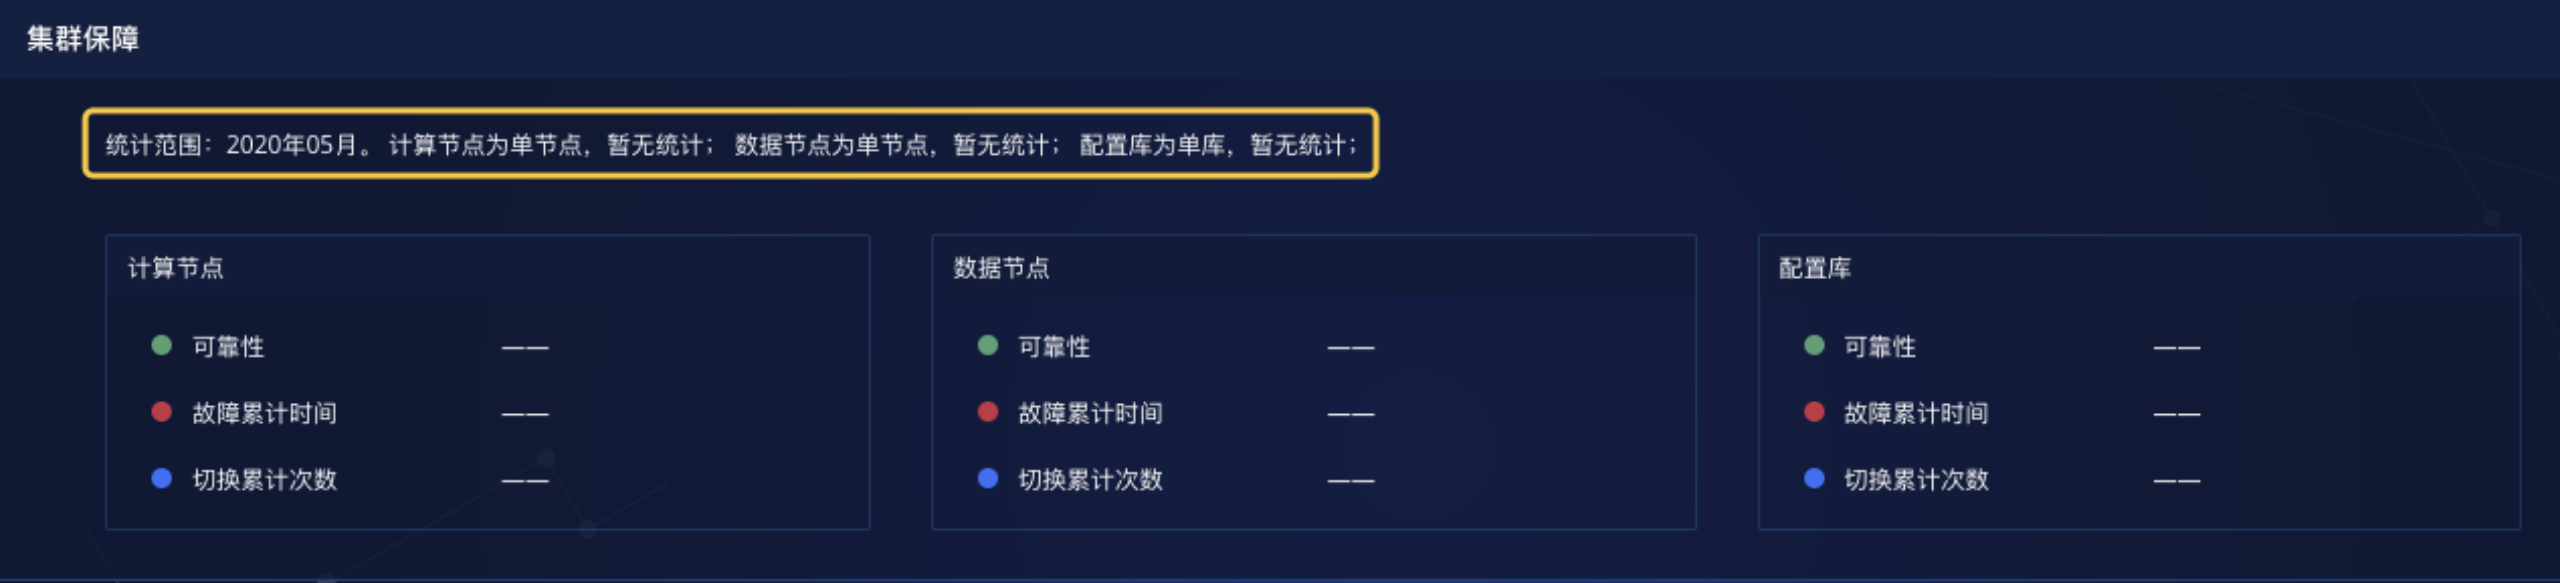 集群保障
统计范围：2020年05月。 计算节点为单节点，暂无统计； 数据节点为单节点，暂无统计； 配置库为单库，暂无统计；
计算节点
可靠性 ——
故障累计时间 ——
切换累计次数 ——
数据节点
可靠性 ——
故障累计时间 ——
切换累计次数 ——
配置库
可靠性 ——
故障累计时间 ——
切换累计次数 ——